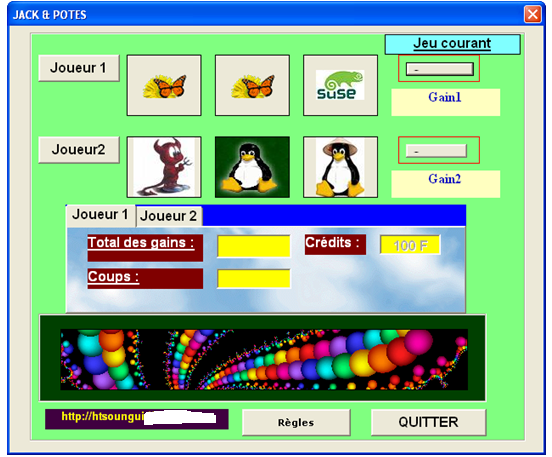 JACK & POTES
Jeu courant
Joueur 1
SUSE
-
Gain1
Joueur2
-
Gain2
Joueur 1 Joueur 2
Total des gains :
Crédits : 100 F
Coups :
http://htsoungui
Règles
QUITTER